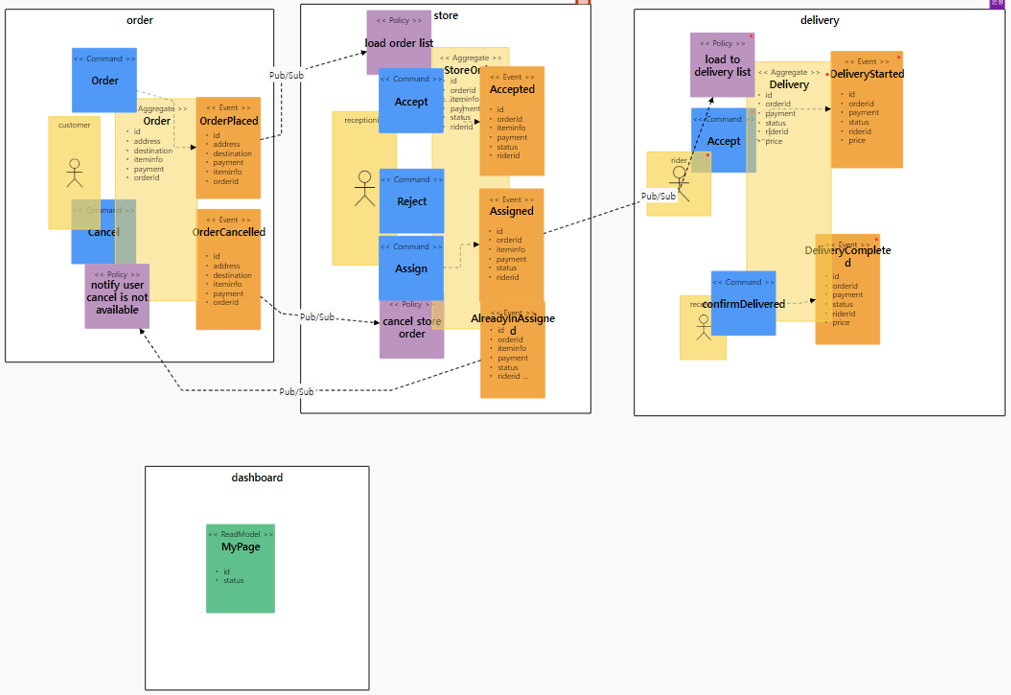 order
<< Command >>
Order
customer
Aggregate >>
Order
• id
• address
• destination
• iteminfo
• payment
• orderId
<< Event >>
OrderPlaced
• id
• address
• destination
• payment
• iteminfo
• orderId
<< Command >>
Cancel
<< Policy >>
notify user
cancel is not
available
<< Event >>
OrderCancelled
• id
• address
• destination
• iteminfo
• payment
• orderId
Pub/Sub
Pub/Sub
Pub/Sub
store
<< Policy >>
load order list
<< Aggregate >>
StoreOr
• id
orderId
iteminfo
payment
status
riderid
<< Command >>
Accept
reception
<< Event >>
Accepted
• id
• orderId
• iteminfo
• payment
• status
• riderid
<< Command >>
Reject
<< Command >>
Assign
<< Event >>
Assigned
• id
• orderId
• iteminfo
• payment
• status
• riderid
<< Policy >>
cancel store
order
<< Event >>
AlreadyInAssigne
d
• id
• orderId
• iteminfo
• payment
• status
• riderid ...
Pub/Sub
delivery
<< Policy >>
load to
delivery list
<< Aggregate >>
Delivery
• id
• orderId
• payment
• status
• riderid
• price
<< Event >>
DeliveryStarted
• id
• orderId
• payment
• status
• riderid
• price
<< Command >>
Accept
rider
<< Event >>
DeliveryComplete
d
• id
• orderId
• payment
• status
• riderid
• price
<< Command >>
confirmDelivered
dashboard
<< ReadModel >>
MyPage
• id
• status